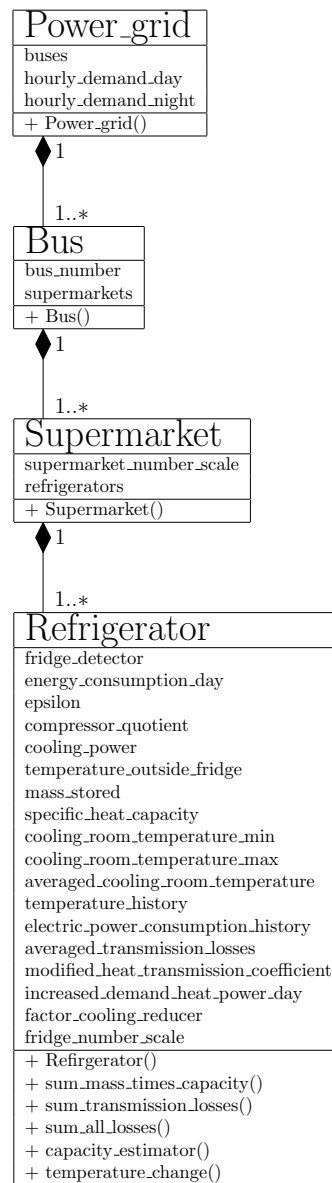 Power_grid
buses
hourly_demand_day
hourly_demand_night
+ Power_grid()
1
1..*
Bus
bus_number
supermarkets
+ Bus()
1
1..*
Supermarket
supermarket_number_scale
refrigerators
+ Supermarket()
1
1..*
Refrigerator
fridge_detector
energy_consumption_day
epsilon
compressor_quotient
cooling_power
temperature_outside_fridge
mass_stored
specific_heat_capacity
cooling_room_temperature_min
cooling_room_temperature_max
averaged_cooling_room_temperature
temperature_history
electric_power_consumption_history
averaged_transmission_losses
modified_heat_transmission_coefficient
increased_demand_heat_power_day
factor_cooling_reducer
fridge_number_scale
+ Refirgerator()
+ sum_mass_times_capacity()
+ sum_transmission_losses()
+ sum_all_losses()
+ capacity_estimator()
+ temperature_change()